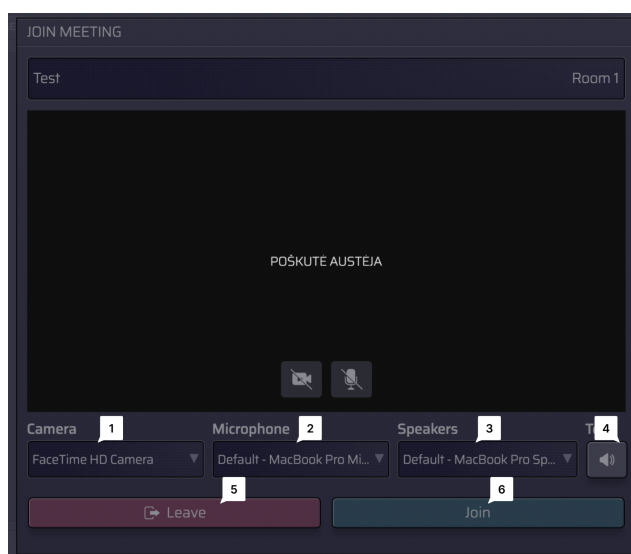 JOIN MEETING
Test Room 1
POŠKUTĖ AUSTĖJA
Camera 1 Microphone 2 Speakers 3 4
FaceTime HD Camera Default - MacBook Pro Mi... Default - MacBook Pro Sp...
5 6
Leave Join